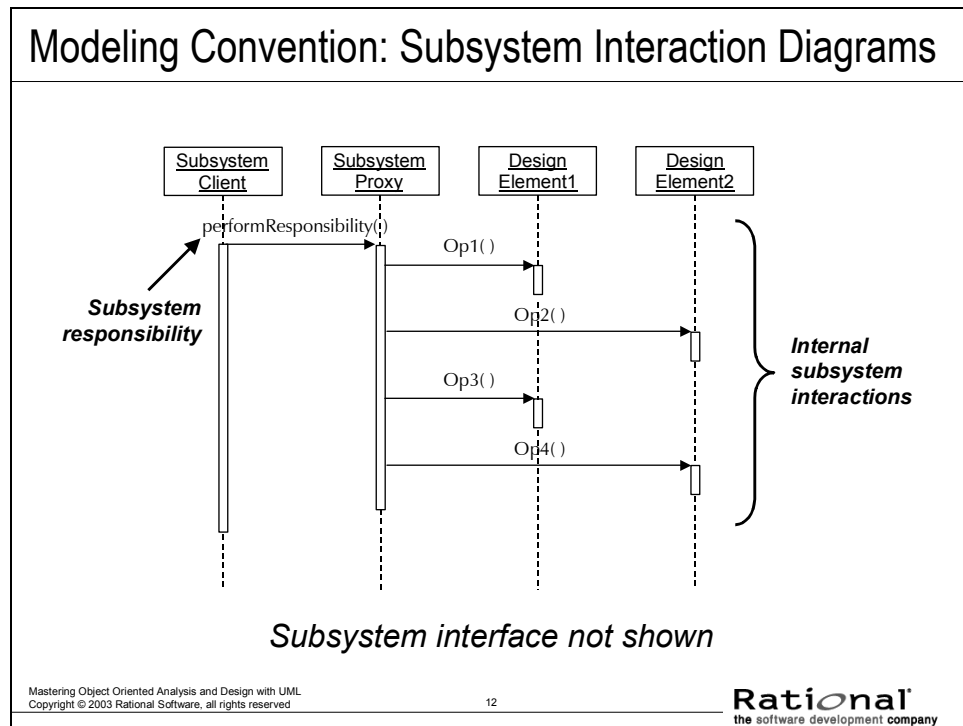 Modeling Convention: Subsystem Interaction Diagrams
Subsystem
Client
Subsystem
Proxy
Design
Element1
Design
Element2
performResponsibility( )
Op1( )
Subsystem
responsibility
Op2( )
Internal
subsystem
interactions
Op3( )
Op4( )
Subsystem interface not shown
Mastering Object Oriented Analysis and Design with UML
Copyright © 2003 Rational Software, all rights reserved
12
Rational
the software development company